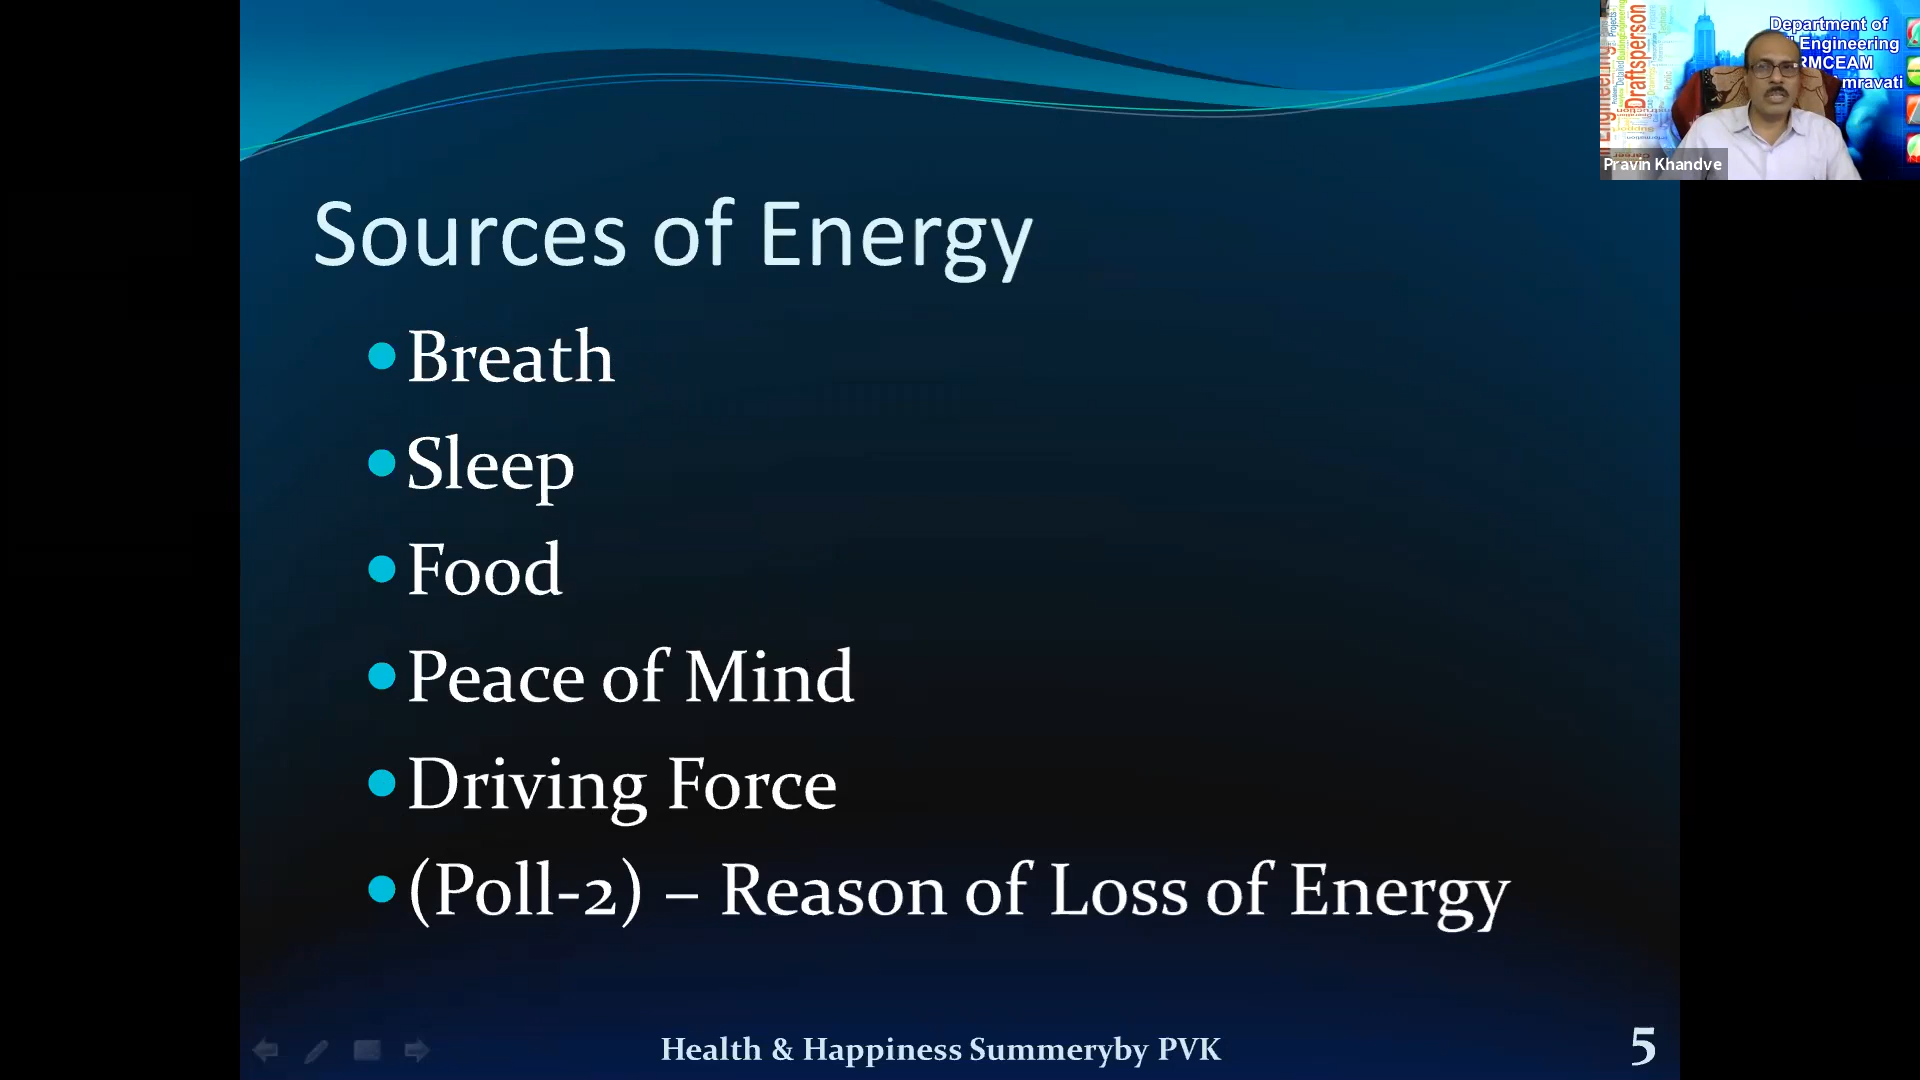 Sources of Energy
Breath
Sleep
Food
Peace of Mind
Driving Force
(Poll-2) – Reason of Loss of Energy
Health & Happiness Summeryby PVK
5
Department of
Engineering
RMCEAM
mravati
Draftsperson
Pravin Khandve